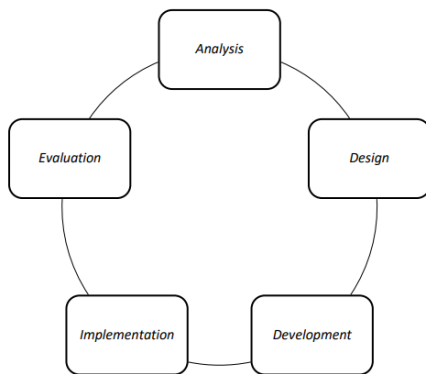 Analysis
Design
Development
Implementation
Evaluation